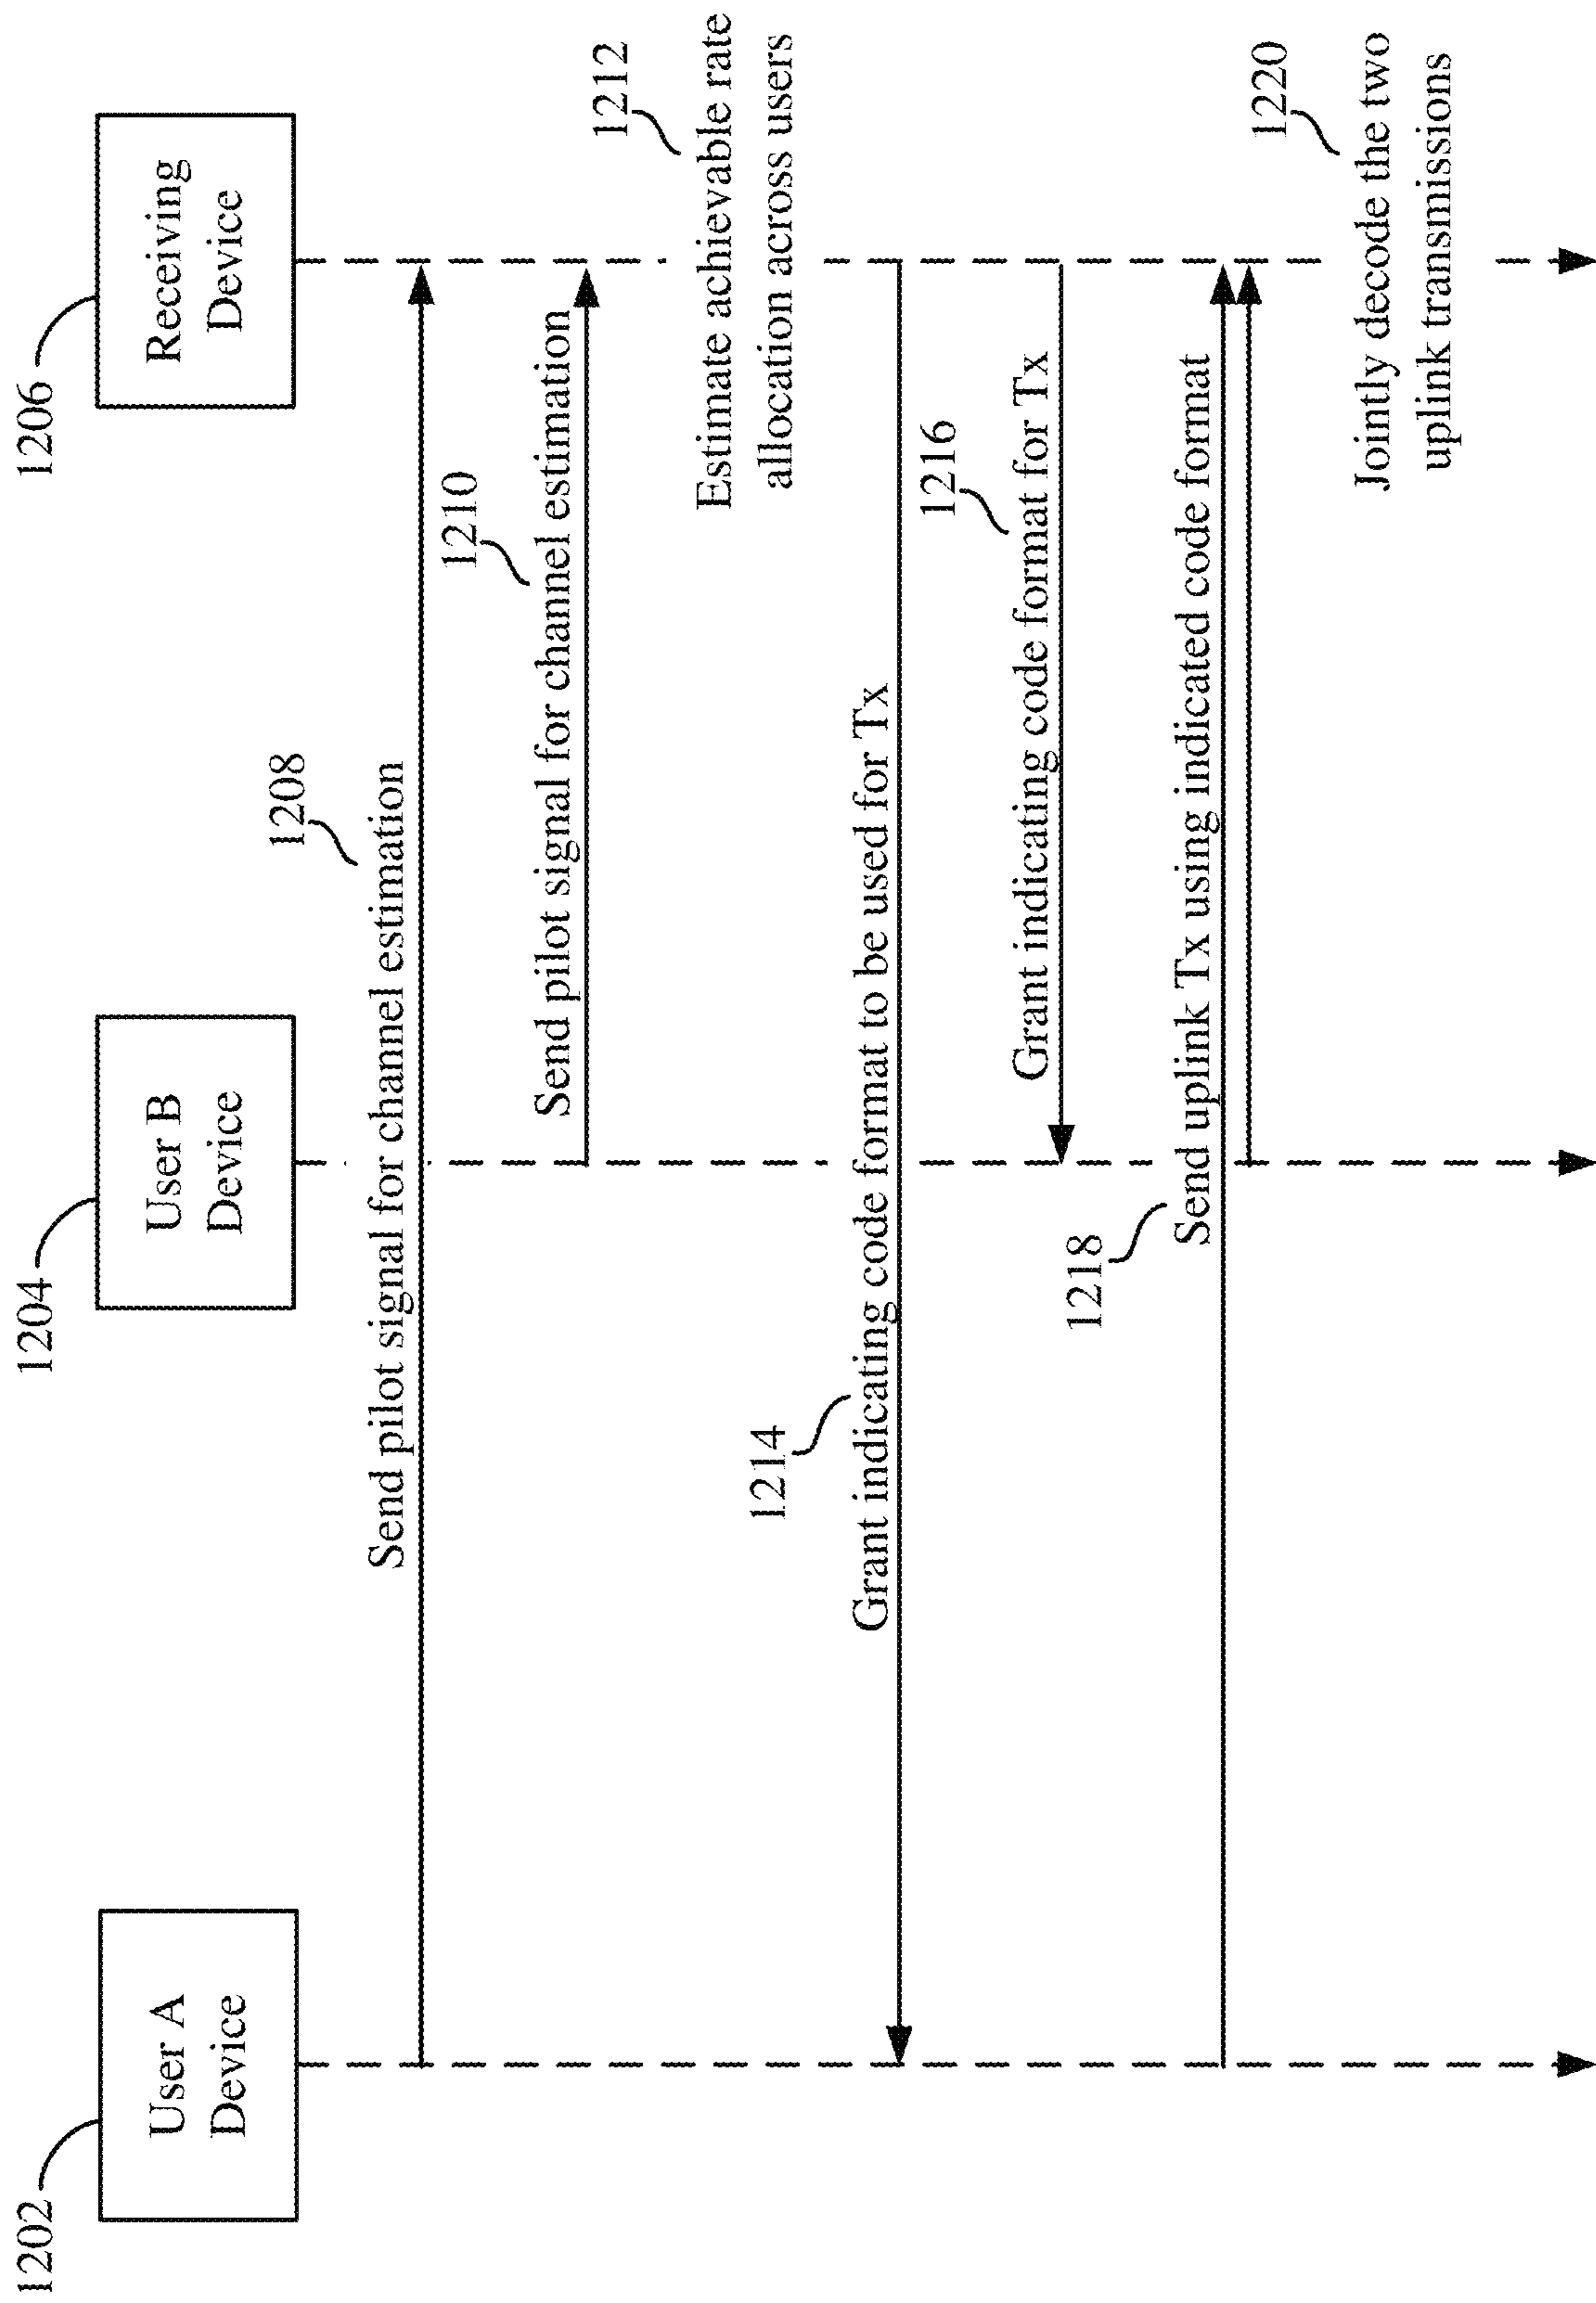 1202
User A
Device
1204
User B
Device
1206
Receiving
Device
1208
Send pilot signal for channel estimation
1210
Send pilot signal for channel estimation
1212
Estimate achievable rate
allocation across users
1214
Grant indicating code format to be used for Tx
1216
Grant indicating code format for Tx
1218
Send uplink Tx using indicated code format
1220
Jointly decode the two
uplink transmissions